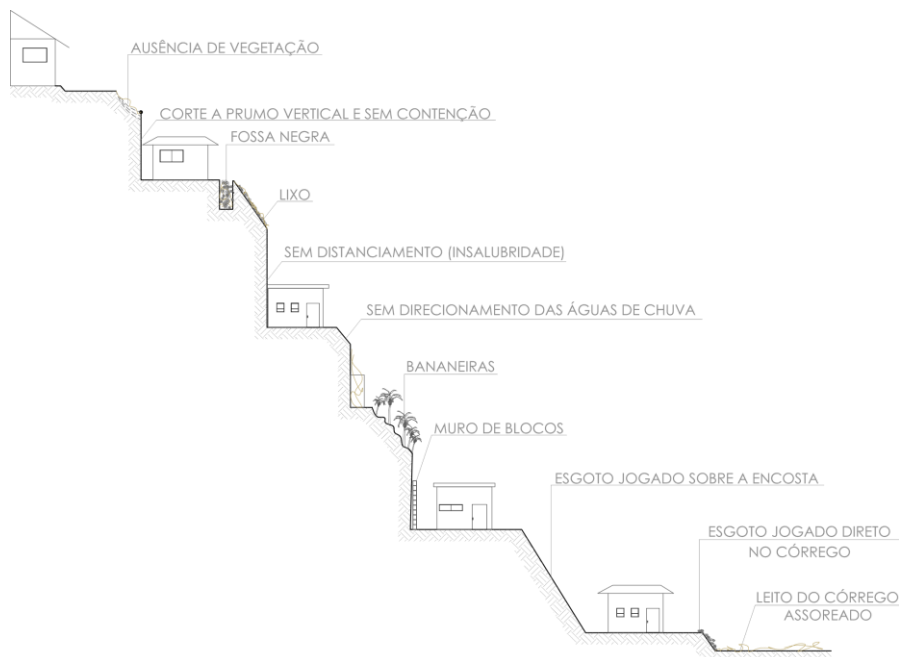 AUSÊNCIA DE VEGETAÇÃO
CORTE A PRUMO VERTICAL E SEM CONTENÇÃO
FOSSA NEGRA
LIXO
SEM DISTANCIAMENTO (INSALUBRIDADE)
SEM DIRECIONAMENTO DAS ÁGUAS DE CHUVA
BANANEIRAS
MURO DE BLOCOS
ESGOTO JOGADO SOBRE A ENCOSTA
ESGOTO JOGADO DIRETO
NO CÓRREGO
LEITO DO CÓRREGO
ASSOREADO